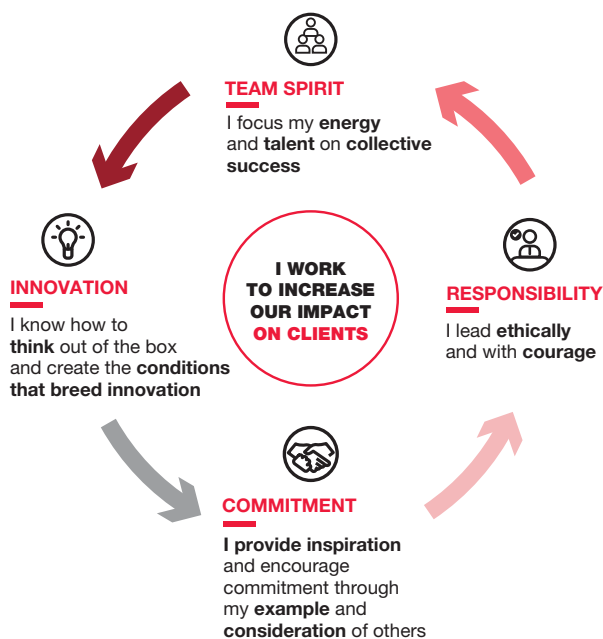 TEAM SPIRIT
I focus my energy
and talent on collective
success
INNOVATION
I know how to
think out of the box
and create the conditions
that breed innovation
I WORK
TO INCREASE
OUR IMPACT
ON CLIENTS
RESPONSIBILITY
I lead ethically
and with courage
COMMITMENT
I provide inspiration
and encourage
commitment through
my example and
consideration of others